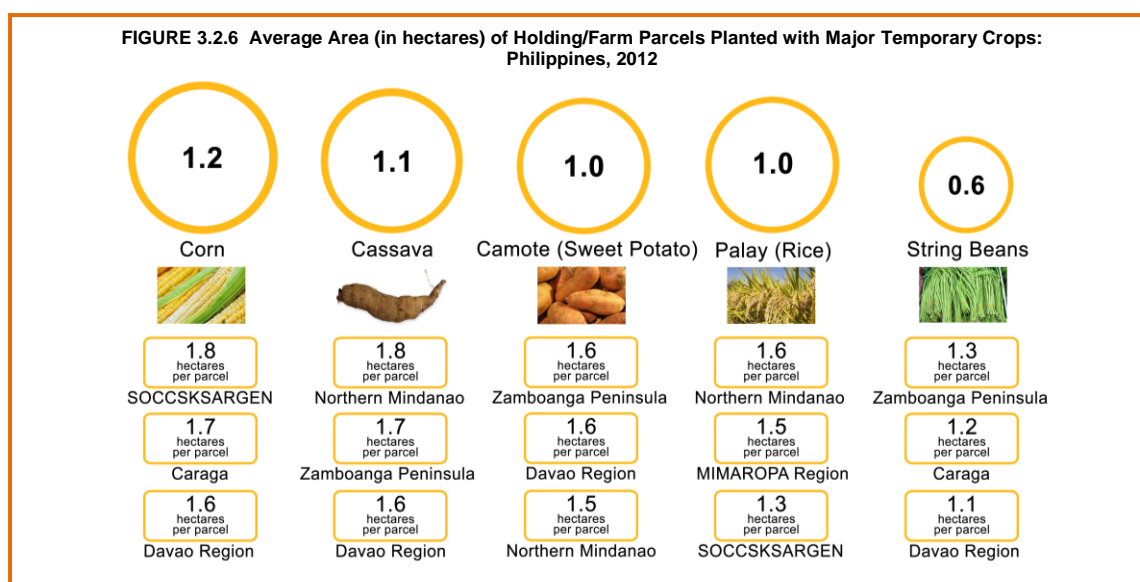 FIGURE 3.2.6 Average Area (in hectares) of Holding/Farm Parcels Planted with Major Temporary Crops:
Philippines, 2012
1.2
1.1
1.0
1.0
0.6
Corn
Cassava
Camote (Sweet Potato)
Palay (Rice)
String Beans
1.8
hectares
per parcel
SOCCSKSARGEN
1.8
hectares
per parcel
Northern Mindanao
1.6
hectares
per parcel
Zamboanga Peninsula
1.6
hectares
per parcel
Northern Mindanao
1.3
hectares
per parcel
Zamboanga Peninsula
1.7
hectares
per parcel
Caraga
1.7
hectares
per parcel
Zamboanga Peninsula
1.6
hectares
per parcel
Davao Region
1.5
hectares
per parcel
MIMAROPA Region
1.2
hectares
per parcel
Caraga
1.6
hectares
per parcel
Davao Region
1.6
hectares
per parcel
Davao Region
1.5
hectares
per parcel
Northern Mindanao
1.3
hectares
per parcel
SOCCSKSARGEN
1.1
hectares
per parcel
Davao Region